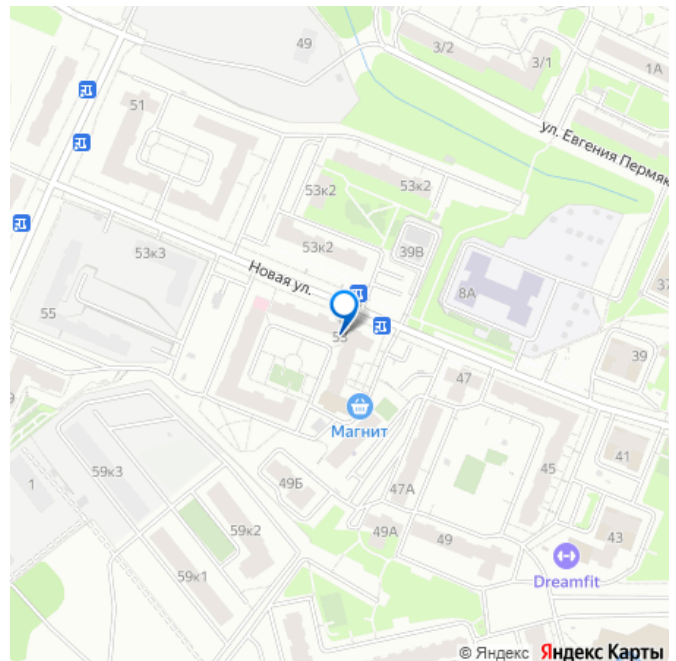 49
3/2
3/1
1А
51
ул. Евгения Пермяк
53к2
53к2
53к2
39В
53к3
Новая ул.
8А
37
55
53
39
47
9
Магнит
59к3
1
49Б
47А
45
41
59к2
49А
49
43
59к1
Dreamfit
© Яндекс Яндекс Карты